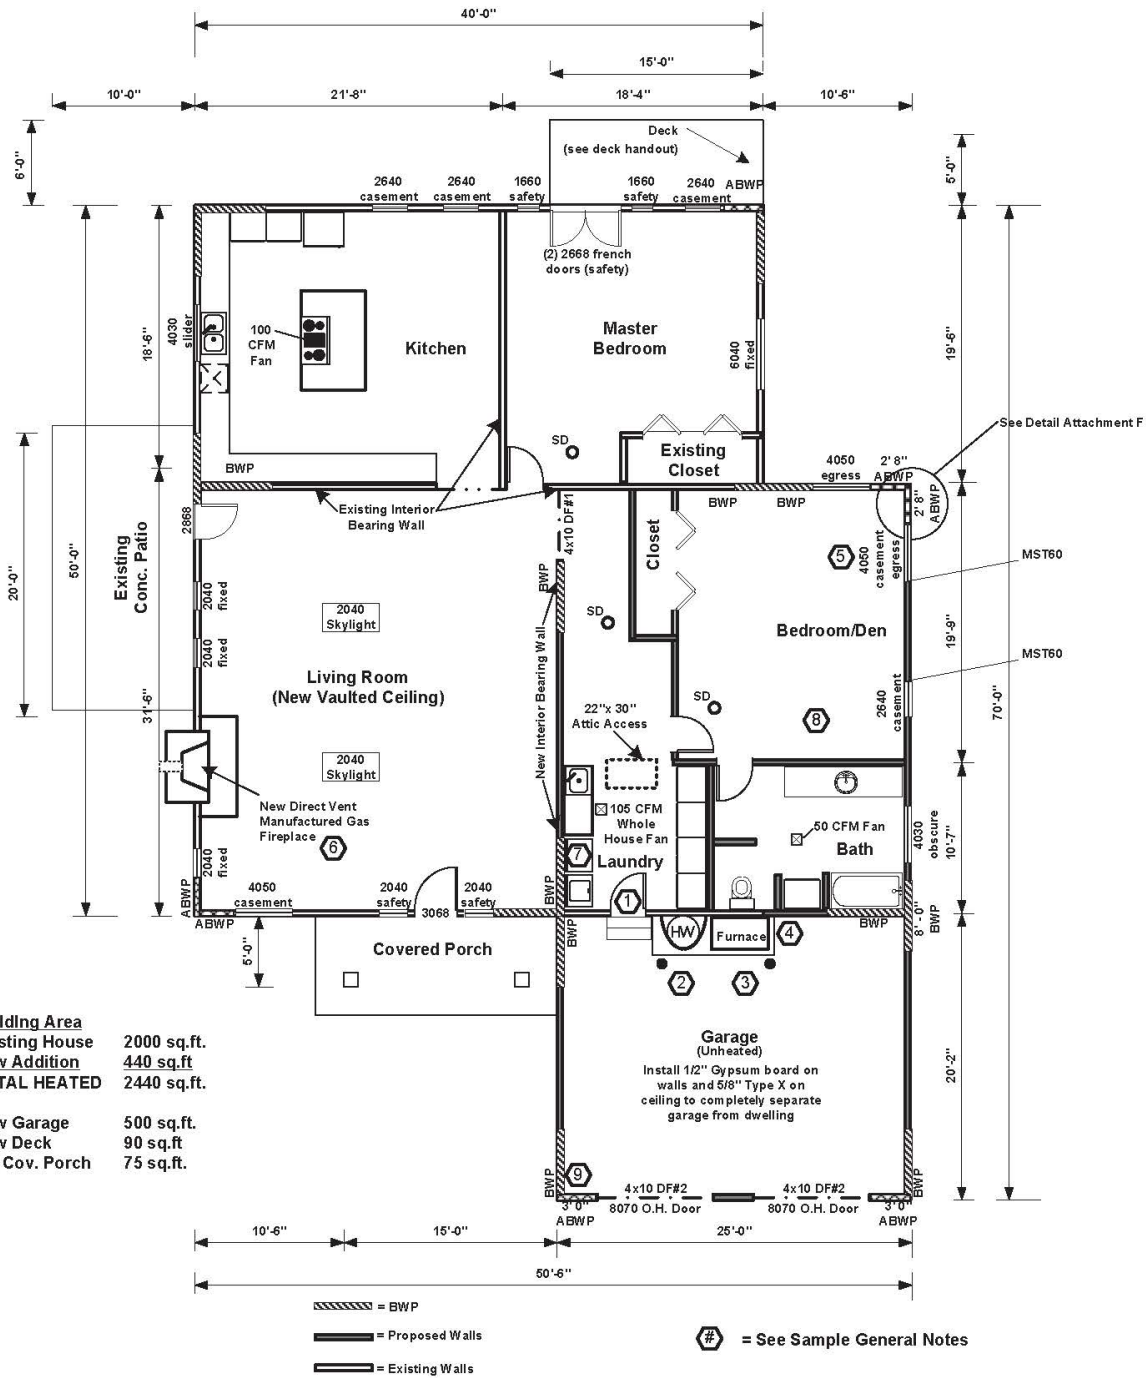 40'-0"
15'-0"
10'-0"
21'-8"
18'-4"
10'-6"
6'-0"
5'-0"
Deck
(see deck handout)
ABWP
2640
casement
2640
casement
1660
safety
1660
safety
2640
casement
(2) 2668 french
doors (safety)
4030
slider
100
CFM
Fan
Kitchen
Master
Bedroom
6040
fixed
18'-6"
19'-6"
See Detail Attachment F
SD
Existing
Closet
BWP
4050
egress
2' 8"
ABWP
2' 8"
ABWP
BWP
BWP
Existing Interior
Bearing Wall
2868
4x10 DF#1
Closet
50'-0"
20'-0"
Existing
Conc. Patio
31'-6"
2040
fixed
2040
fixed
2040
Skylight
BWP
SD
5
4050
casement
egress
MST60
Bedroom/Den
19'-9"
70'-0"
MST60
Living Room
(New Vaulted Ceiling)
New Interior Bearing Wall
SD
8
2640
casement
22"x 30"
Attic Access
2040
Skylight
New Direct Vent
Manufactured Gas
Fireplace
6
105 CFM
Whole
House Fan
7
Laundry
50 CFM Fan
Bath
4030
obscure
10'-7"
2040
fixed
ABWP
ABWP
4050
casement
2040
safety
3068
2040
safety
BWP
BWP
1
BWP
8' - 0"
BWP
HW
Furnace
4
5'-0"
Covered Porch
2
3
Garage
(Unheated)
Install 1/2" Gypsum board on
walls and 5/8" Type X on
ceiling to completely separate
garage from dwelling
20'-2"
ldIng Area
sting House 2000 sq.ft.
w Addition 440 sq.ft
TAL HEATED 2440 sq.ft.
w Garage 500 sq.ft.
w Deck 90 sq.ft
Cov. Porch 75 sq.ft.
BWP
9
BWP
3'0"
ABWP
4x10 DF#2
8070 O.H. Door
4x10 DF#2
8070 O.H. Door
3'0"
ABWP
10'-6"
15'-0"
25'-0"
50'-6"
= BWP
= Proposed Walls
= Existing Walls
# = See Sample General Notes